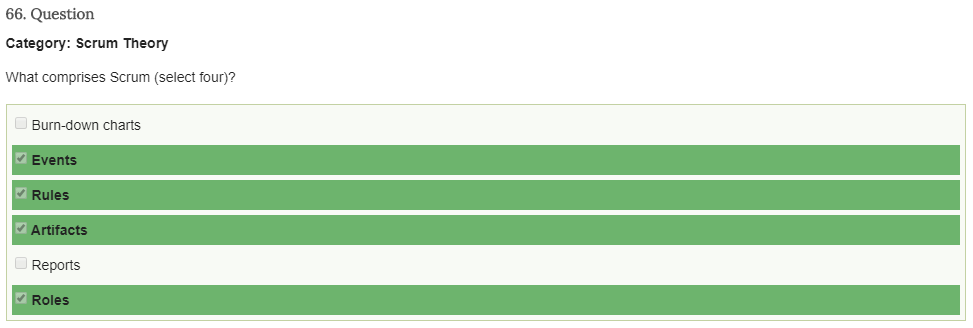 66. Question
Category: Scrum Theory
What comprises Scrum (select four)?
Burn-down charts
Events
Rules
Artifacts
Reports
Roles